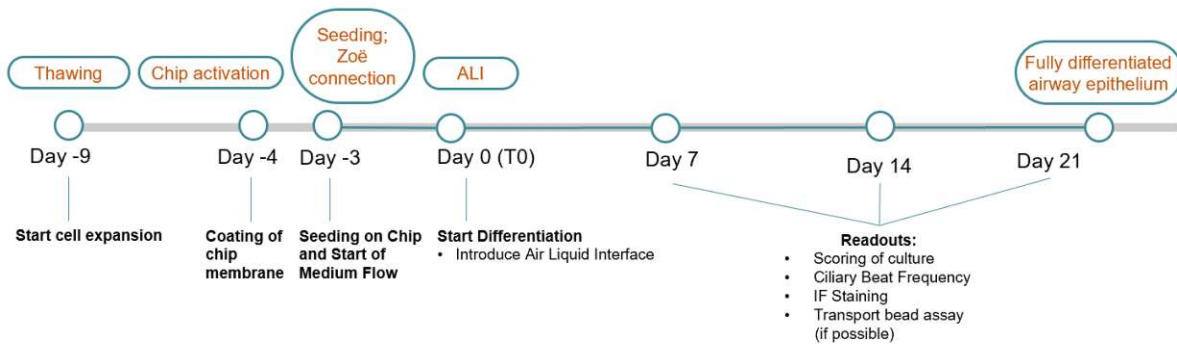 Thawing
Chip activation
Seeding;
Zoë
connection
ALI
Fully differentiated
airway epithelium
Day -9
Day -4
Day -3
Day 0 (T0)
Day 7
Day 14
Day 21
Start cell expansion
Coating of
chip
membrane
Seeding on Chip
and Start of
Medium Flow
Start Differentiation
• Introduce Air Liquid Interface
Readouts:
• Scoring of culture
• Ciliary Beat Frequency
• IF Staining
• Transport bead assay
(if possible)